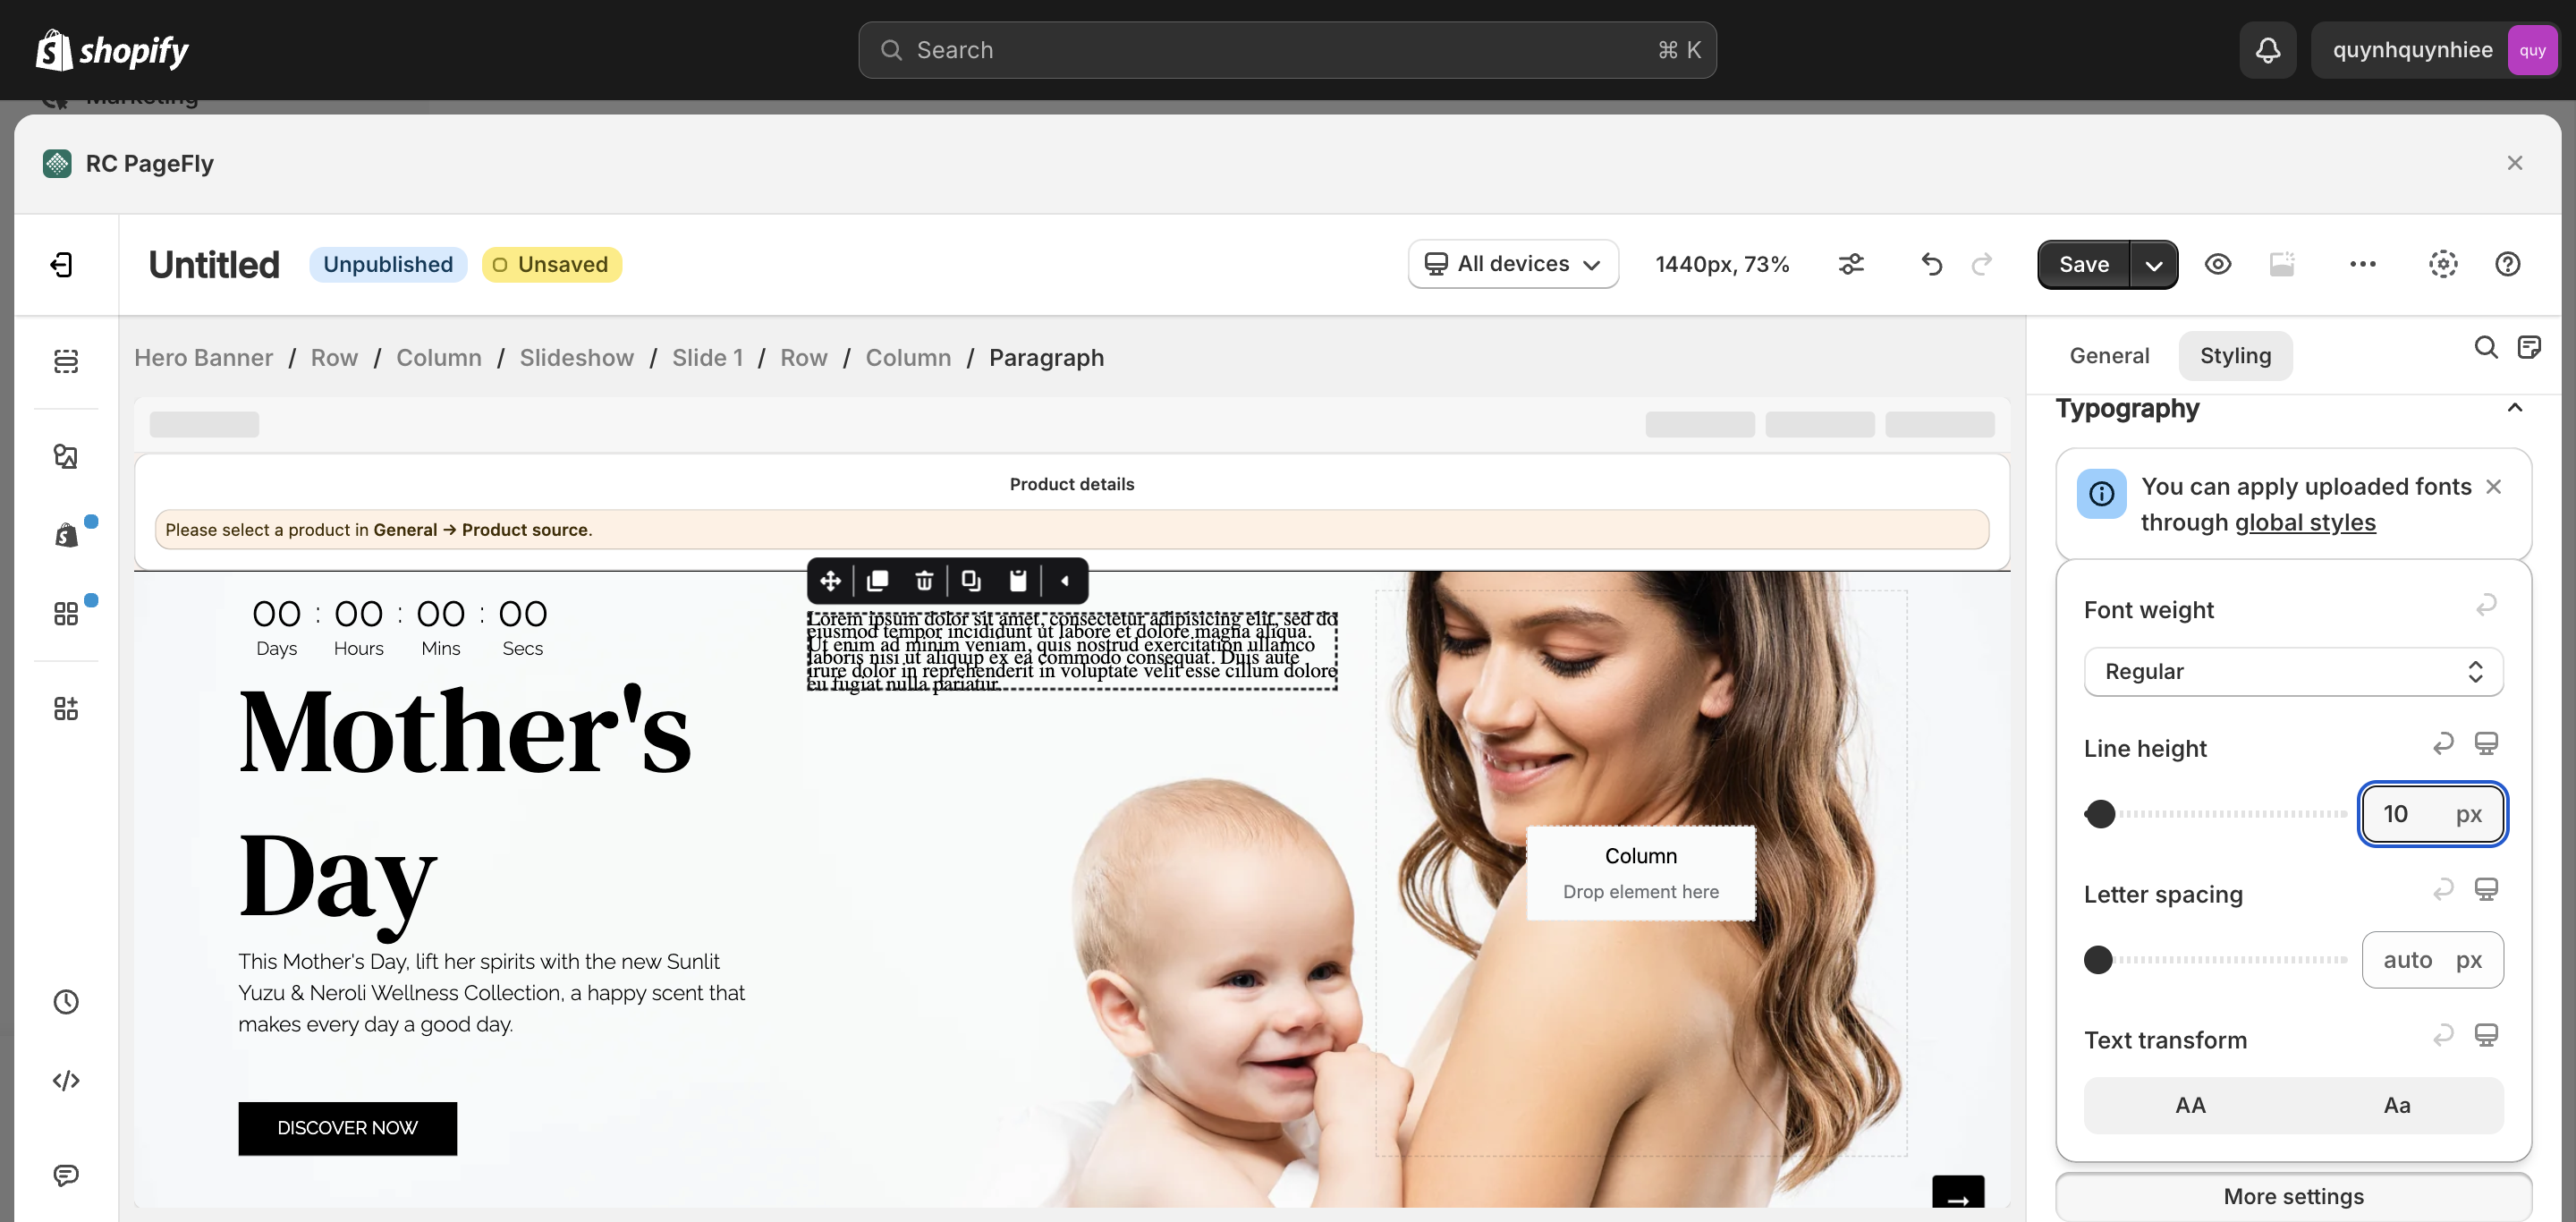 shopify
Search
⌘ K
quynhquynhiee
quy
Marketing
RC PageFly
Untitled
Unpublished
Unsaved
All devices
1440px, 73%
Save
Hero Banner / Row / Column / Slideshow / Slide 1 / Row / Column / Paragraph
General
Styling
Product details
Please select a product in General → Product source.
00 : 00 : 00 : 00
Days Hours Mins Secs
Mother's
Day
This Mother's Day, lift her spirits with the new Sunlit
Yuzu & Neroli Wellness Collection, a happy scent that
makes every day a good day.
DISCOVER NOW
Lorem ipsum dolor sit amet, consectetur adipisicing elit, sed do
eiusmod tempor incididunt ut labore et dolore magna aliqua.
Ut enim ad minim veniam, quis nostrud exercitation ullamco
laboris nisi ut aliquip ex ea commodo consequat. Duis aute
irure dolor in reprehenderit in voluptate velit esse cillum dolore
eu fugiat nulla pariatur.
Column
Drop element here
→
Typography
You can apply uploaded fonts
through global styles
Font weight
Regular
Line height
10 px
Letter spacing
auto px
Text transform
AA
Aa
More settings